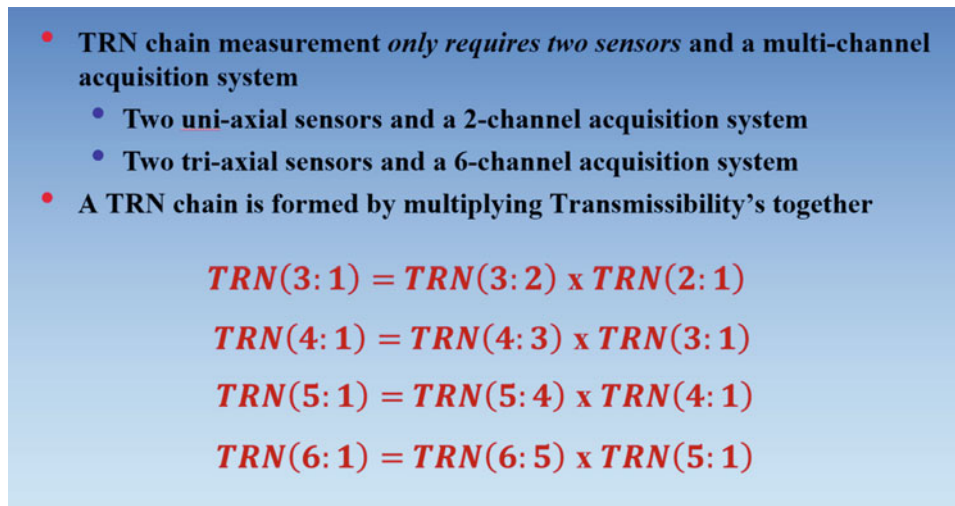 • TRN chain measurement only requires two sensors and a multi-channel
acquisition system
• Two uni-axial sensors and a 2-channel acquisition system
• Two tri-axial sensors and a 6-channel acquisition system
• A TRN chain is formed by multiplying Transmissibility’s together
TRN(3: 1) = TRN(3: 2) x TRN(2: 1)
TRN(4: 1) = TRN(4: 3) x TRN(3: 1)
TRN(5: 1) = TRN(5: 4) x TRN(4: 1)
TRN(6: 1) = TRN(6: 5) x TRN(5: 1)